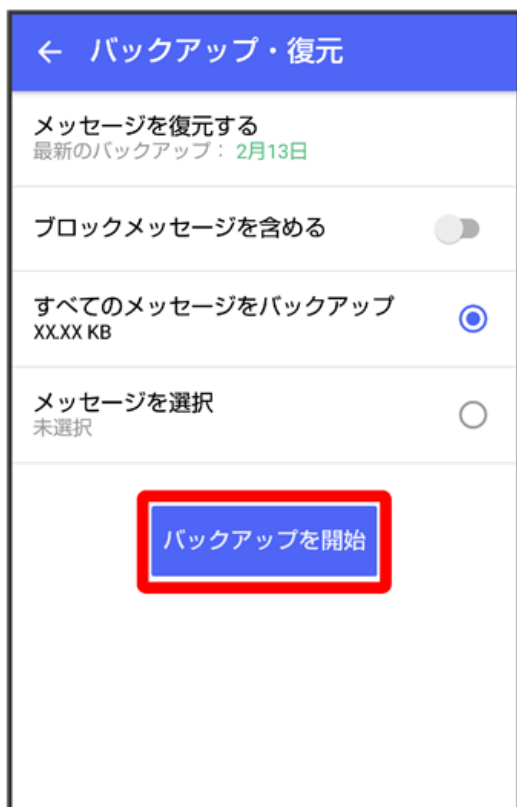 バックアップ・復元
メッセージを復元する
最新のバックアップ： 2月13日
ブロックメッセージを含める
すべてのメッセージをバックアップ
XX.XX KB
メッセージを選択
未選択
バックアップを開始